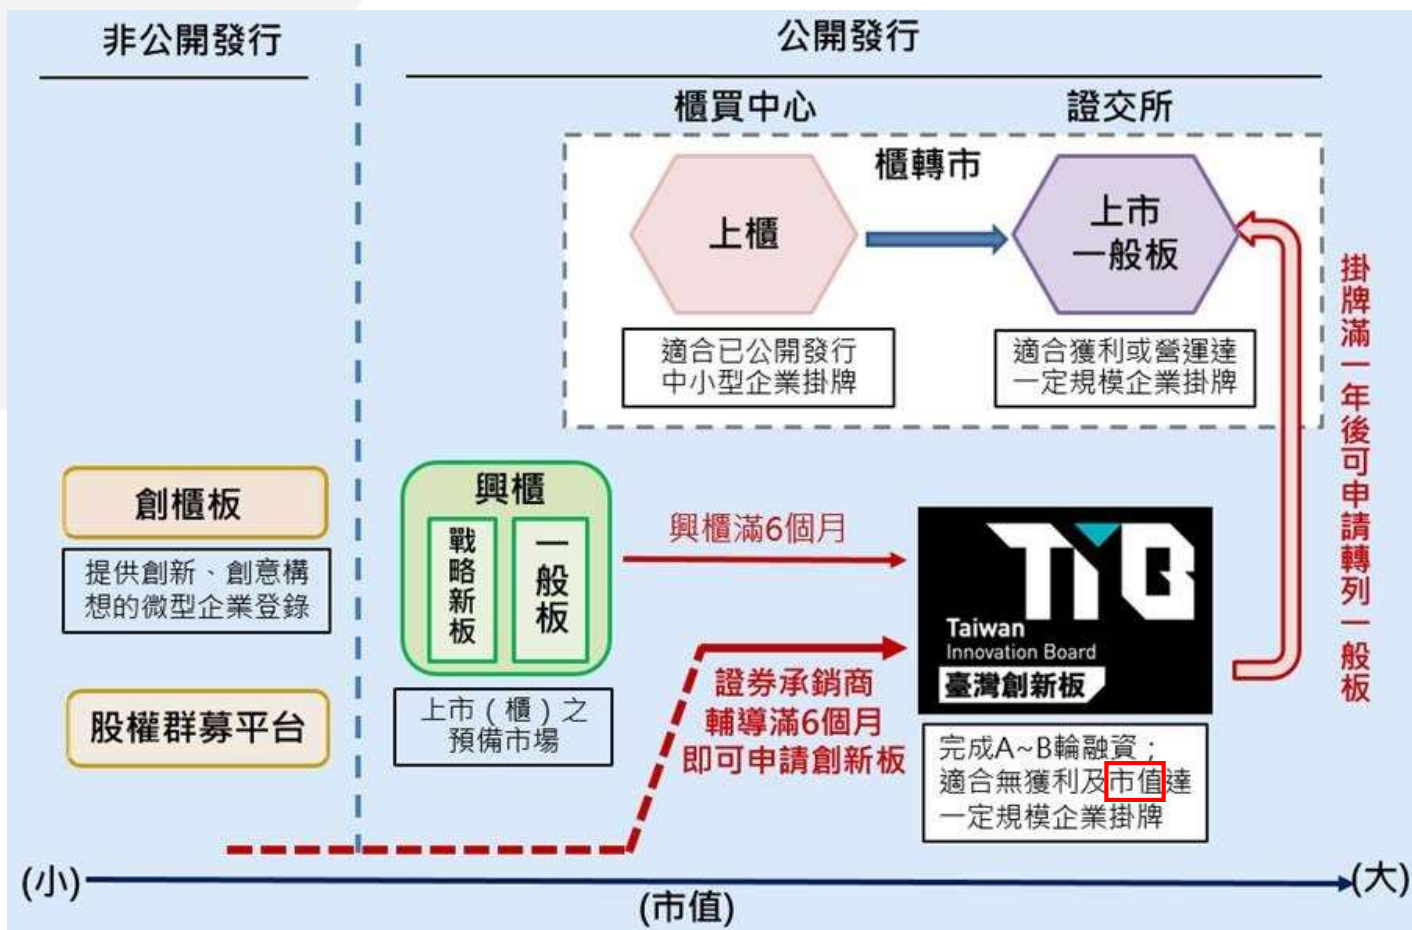 非公開發行
公開發行
櫃買中心
證交所
櫃轉市
上櫃
上市
一般板
適合已公開發行
中小型企業掛牌
適合獲利或營運達
一定規模企業掛牌
掛牌滿一年後可申請轉列一般板
創櫃板
提供創新、創意構
想的微型企業登錄
股權群募平台
興櫃
戰略新板
一般板
上市(櫃)之
預備市場
興櫃滿6個月
證券承銷商
輔導滿6個月
即可申請創新板
TIB
Taiwan
Innovation Board
臺灣創新板
完成A~B輪融資;
適合無獲利及市值達
一定規模企業掛牌
(小)
(市值)
(大)